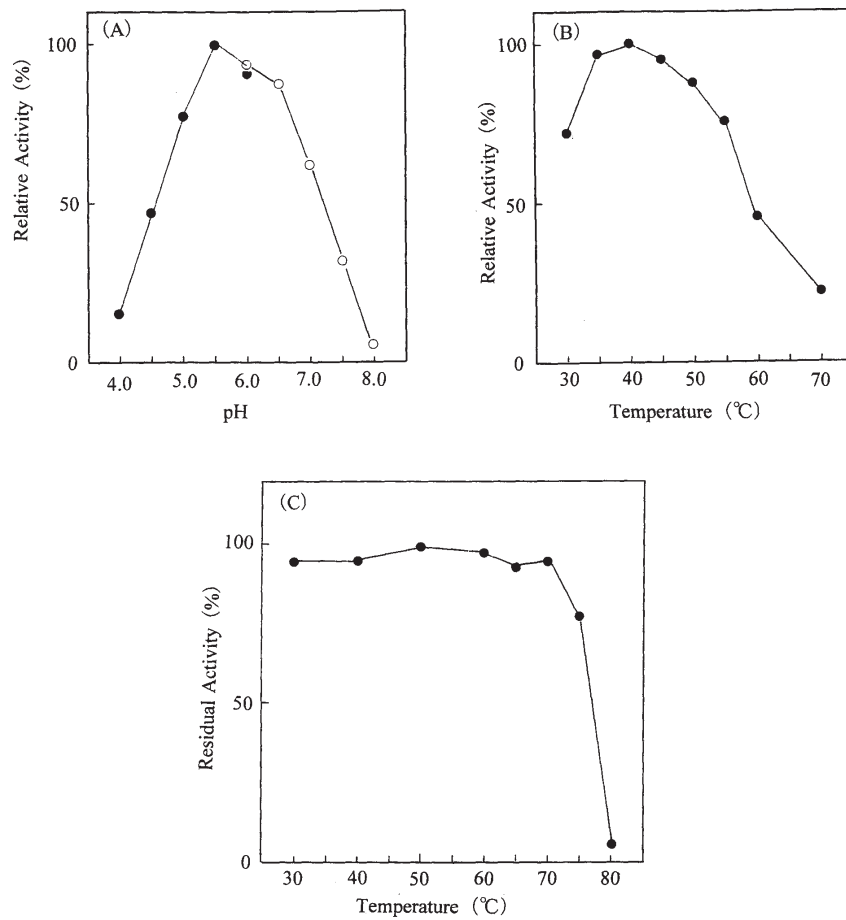 (A)
Relative Activity (%)
100
50
0
4.0 5.0 6.0 7.0 8.0
pH
(B)
Relative Activity (%)
100
50
0
30 40 50 60 70
Temperature (℃)
(C)
Residual Activity (%)
100
50
0
30 40 50 60 70 80
Temperature (℃)